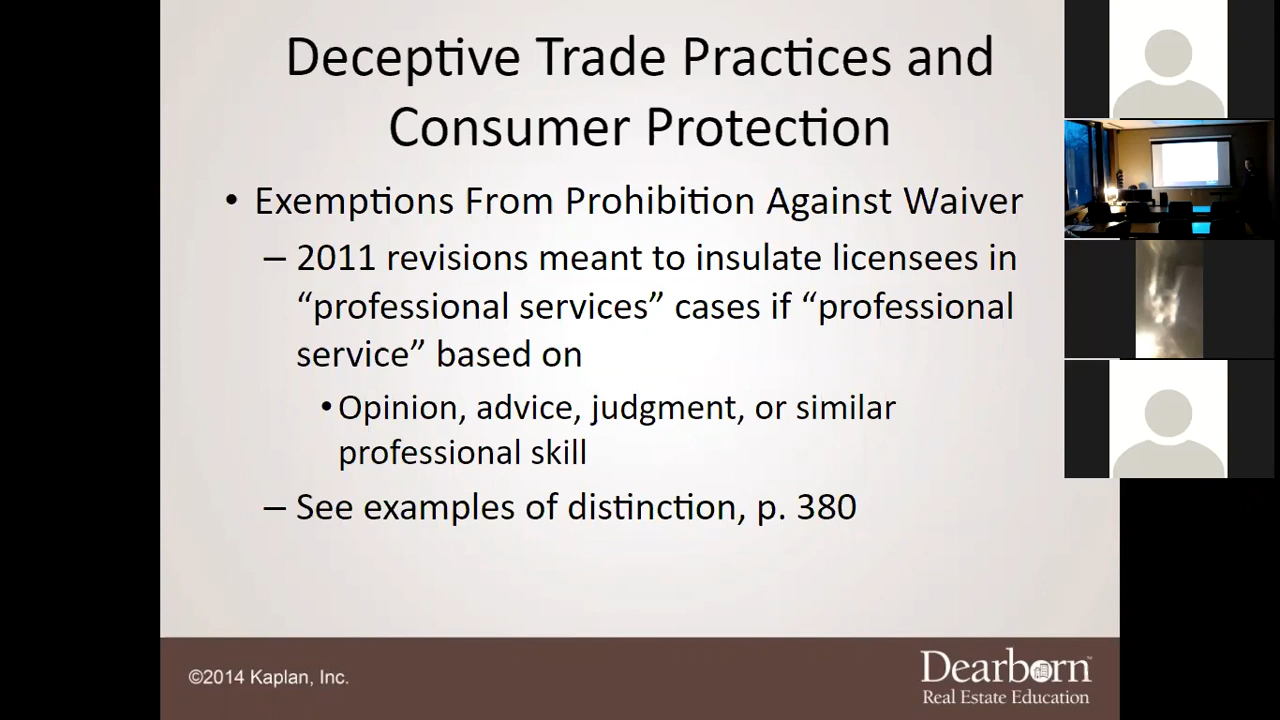 Deceptive Trade Practices and
Consumer Protection
• Exemptions From Prohibition Against Waiver
– 2011 revisions meant to insulate licensees in
“professional services” cases if “professional
service” based on
• Opinion, advice, judgment, or similar
professional skill
– See examples of distinction, p. 380
©2014 Kaplan, Inc.
Dearborn™
Real Estate Education